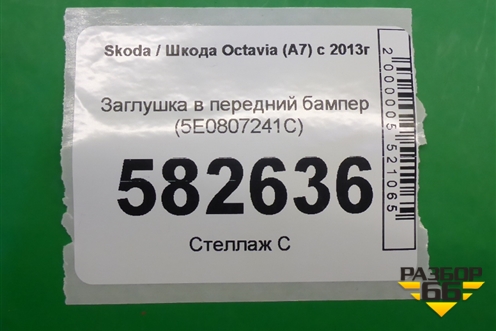 Skoda / Шкода Octavia (A7) с 2013г
Заглушка в передний бампер
(5E0807241C)
582636
Стеллаж С
2000005521065
РАЗБОР
66